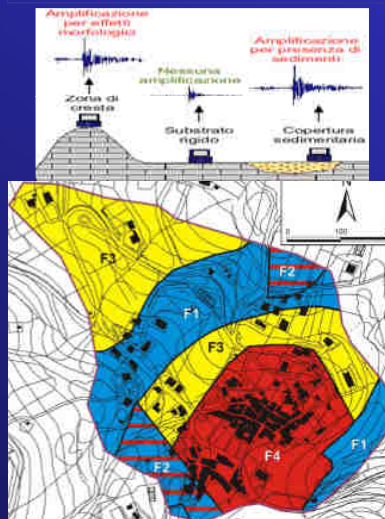 Amplificazione
per effetti
morfologici
Nessuna
amplificazione
Amplificazione
per presenza di
sedimenti
Zona di
cresta
Substrato
rigido
Copertura
sedimentaria
N
0
100
F3
F2
F1
F3
F4
F1
F2